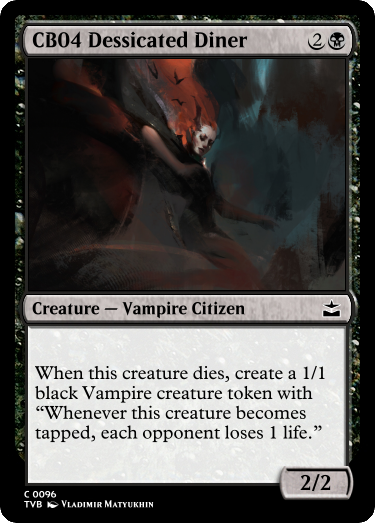 CB04 Dessicated Diner 2
Creature — Vampire Citizen
When this creature dies, create a 1/1
black Vampire creature token with
“Whenever this creature becomes
tapped, each opponent loses 1 life.”
2/2
C 0096
TVB Vladimir Matyukhin